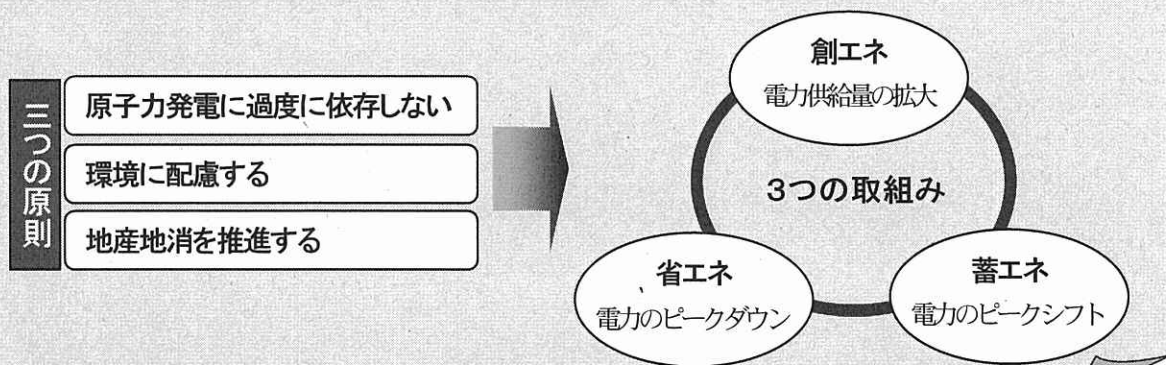 三つの原則
原子力発電に過度に依存しない
環境に配慮する
地産地消を推進する
創エネ
電力供給量の拡大
3つの取組み
省エネ
電力のピークダウン
蓄エネ
電力のピークシフト